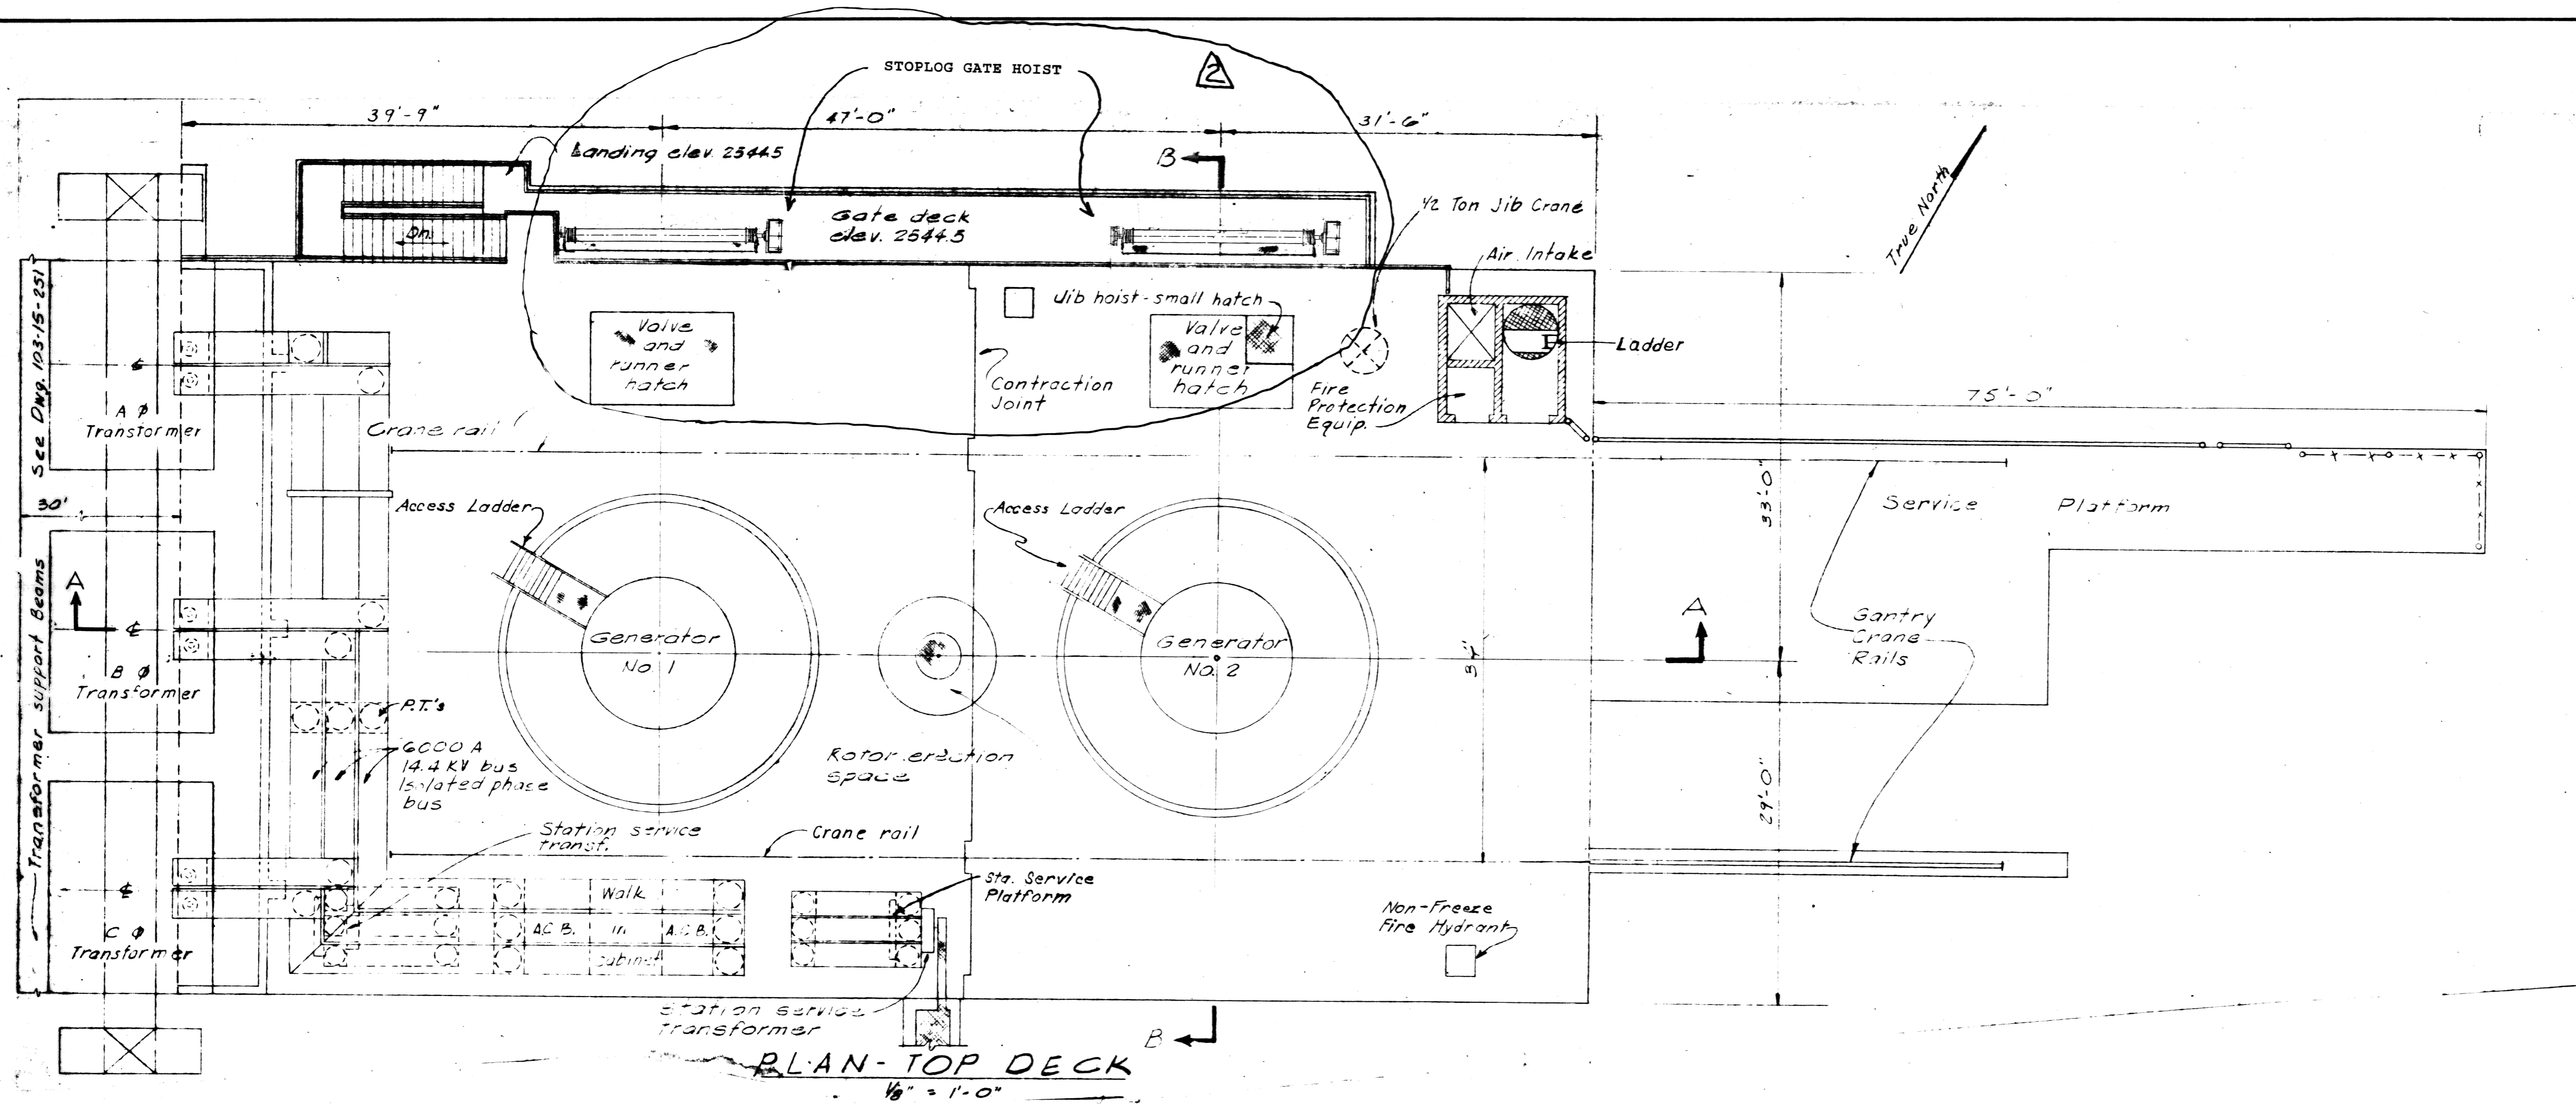 STOPLOG GATE HOIST
2
39'-9"
47'-0"
31'-6"
Landing elev. 2544.5
B
Gate deck
elev. 2544.5
Dn.
1/2 Ton Jib Crane
True North
Air Intake
Jib hoist-small hatch
Valve
and
runner
hatch
Valve
and
runner
hatch
Ladder
Contraction
Joint
Fire
Protection
Equip.
75'-0"
See Dwg. 103-15-251
A Ø
Transformer
Crane rail
30'
Access Ladder
Access Ladder
33'-0"
Service Platform
Transformer support Beams
A
℄
℄
Generator
No. 1
Generator
No. 2
A
Gantry
Crane
Rails
B Ø
Transformer
P.T.'s
6000 A
14.4 KV bus
Isolated phase
bus
Rotor erection
space
29'-0"
Station service
transf.
Crane rail
Sta. Service
Platform
℄
Walk
A.C.B. in A.C.B.
cubinet
Non-Freeze
Fire Hydrant
C Ø
Transformer
Station service
transformer
B
PLAN-TOP DECK
1/8" = 1'-0"